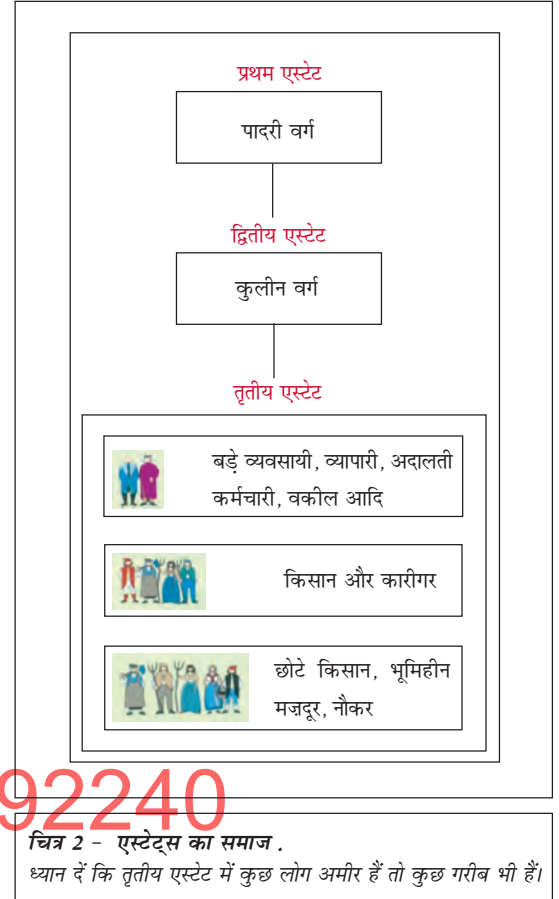 प्रथम एस्टेट
पादरी वर्ग
द्वितीय एस्टेट
कुलीन वर्ग
तृतीय एस्टेट
बड़े व्यवसायी, व्यापारी, अदालती
कर्मचारी, वकील आदि
किसान और कारीगर
छोटे किसान, भूमिहीन
मज़दूर, नौकर
92240
चित्र 2 - एस्टेट्स का समाज .
ध्यान दें कि तृतीय एस्टेट में कुछ लोग अमीर हैं तो कुछ गरीब भी हैं।